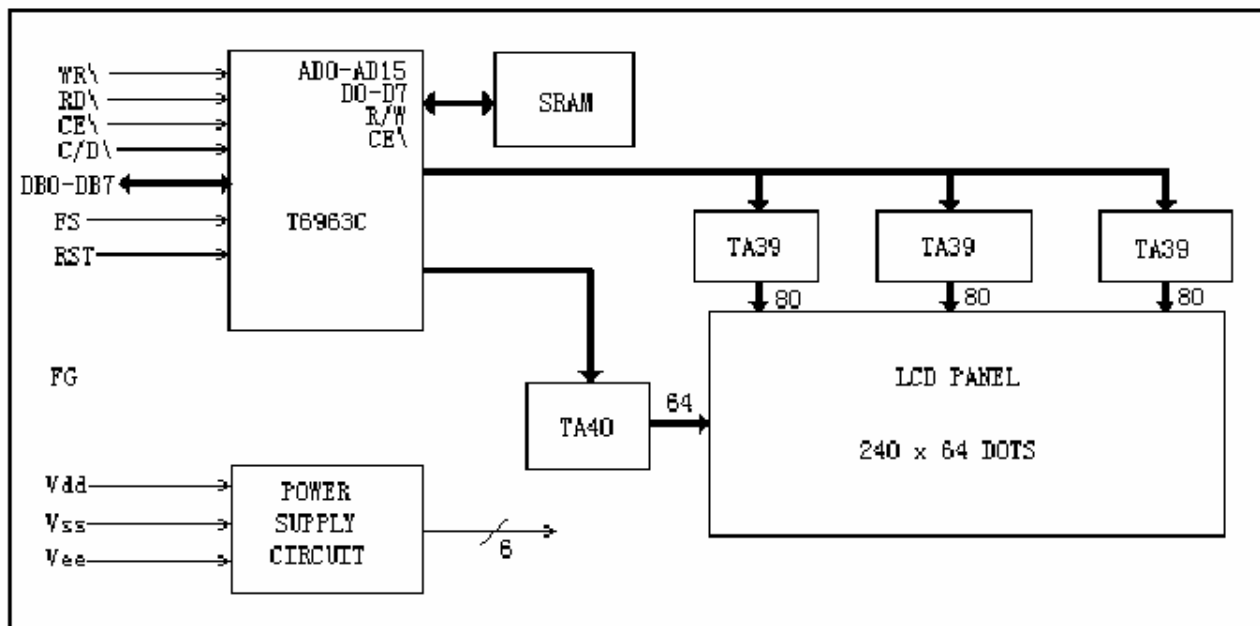 WR\
RD\
CE\
C/D\
DB0-DB7
FS
RST
AD0-AD15
D0-D7
R/W
CE\
T6963C
SRAM
TA39
TA39
TA39
80
80
80
FG
TA40
64
LCD PANEL
240 x 64 DOTS
Vdd
Vss
Vee
POWER
SUPPLY
CIRCUIT
6